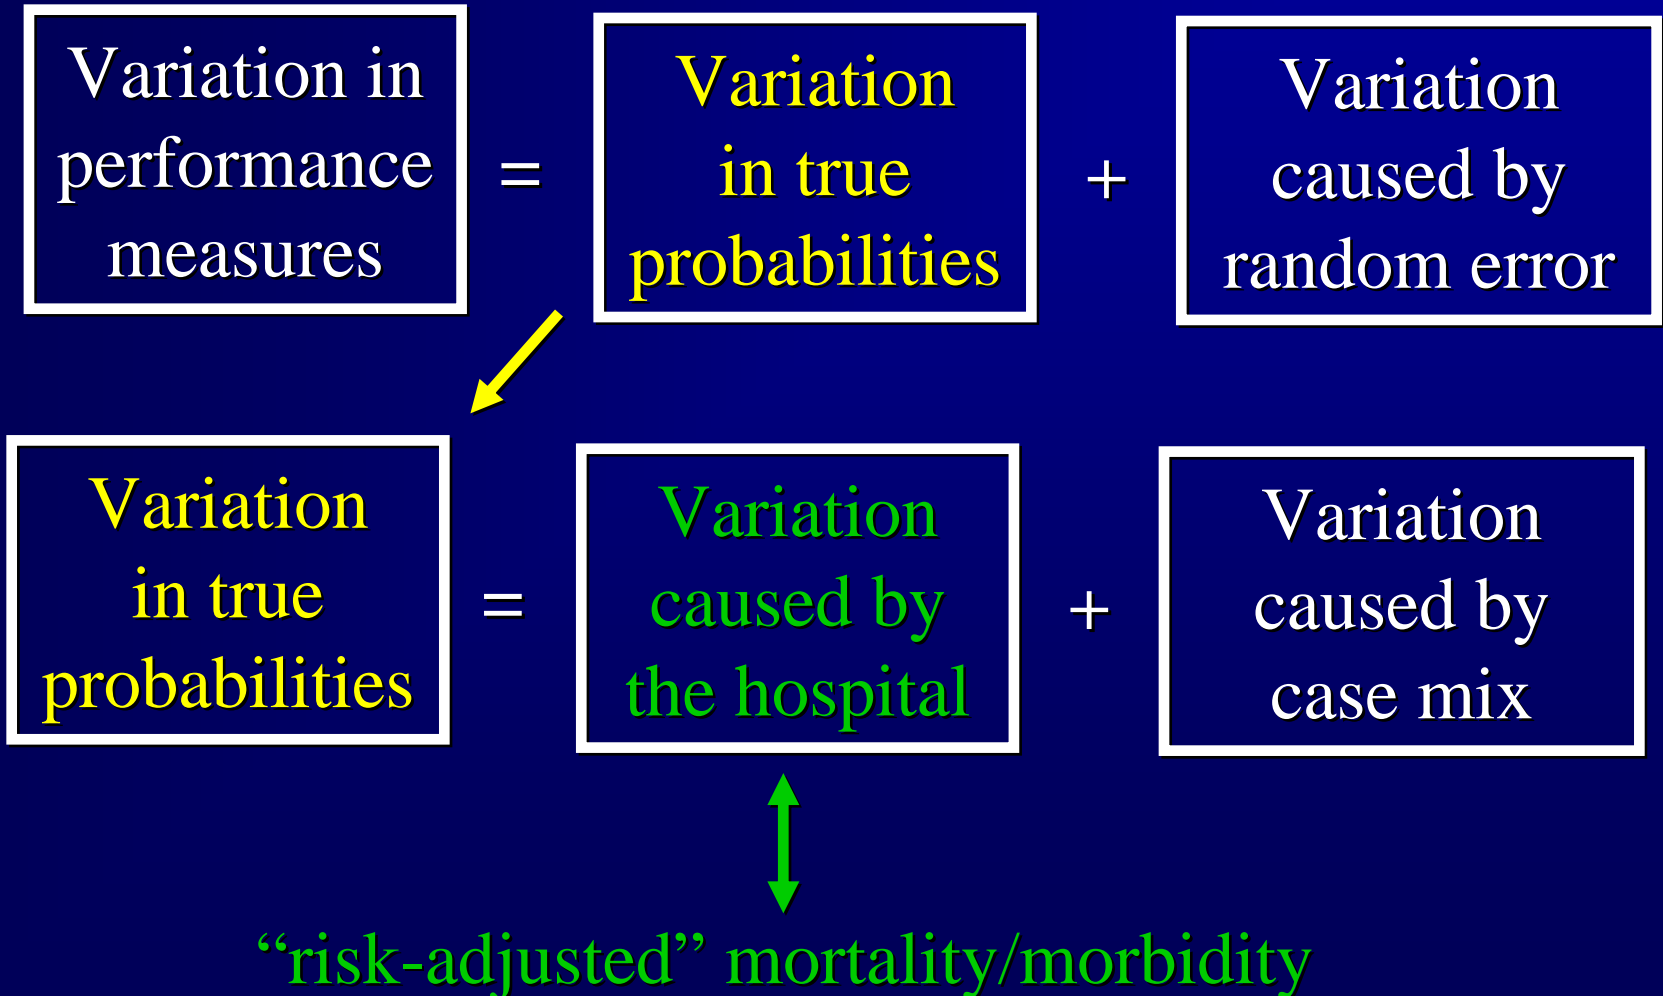 Variation in
performance
measures
=
Variation
in true
probabilities
+
Variation
caused by
random error
Variation
in true
probabilities
=
Variation
caused by
the hospital
+
Variation
caused by
case mix
“risk-adjusted” mortality/morbidity